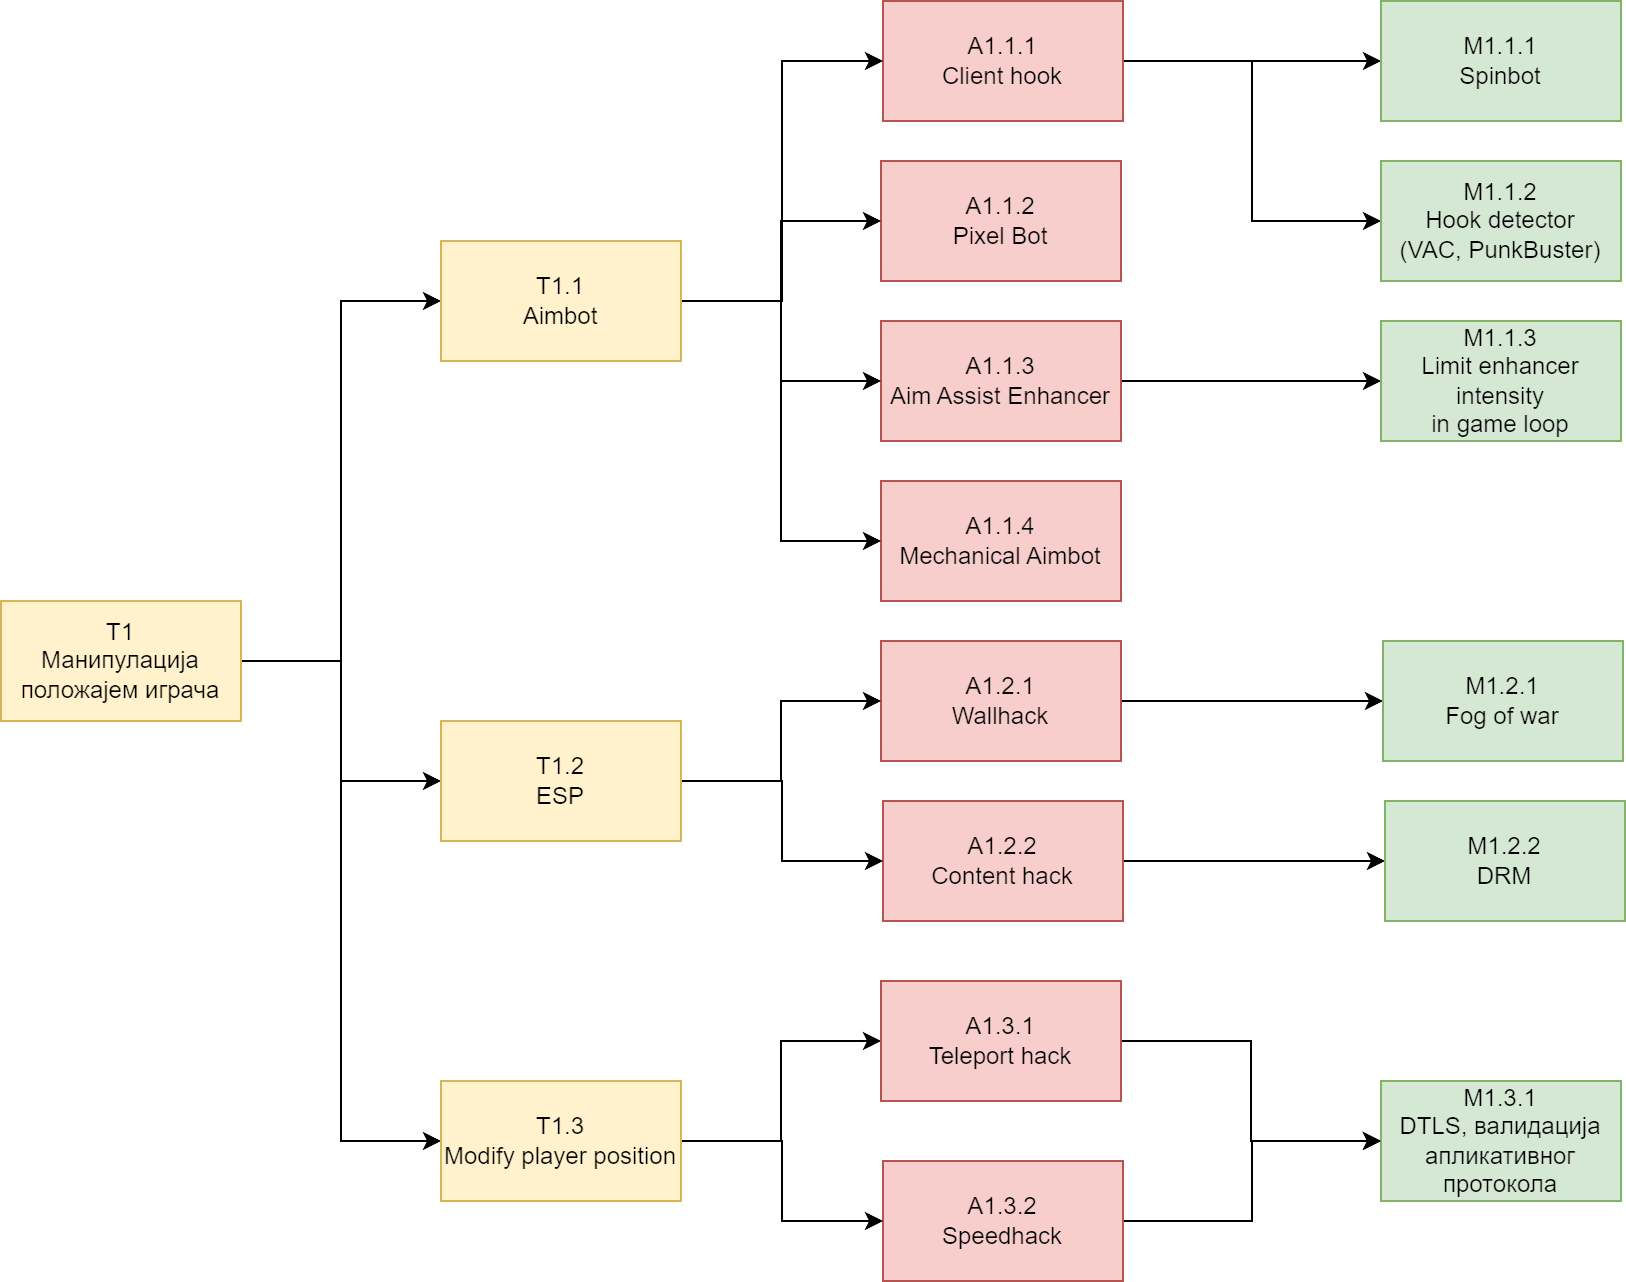 T1
Манипулација
положајем играча
T1.1
Aimbot
T1.2
ESP
T1.3
Modify player position
A1.1.1
Client hook
A1.1.2
Pixel Bot
A1.1.3
Aim Assist Enhancer
A1.1.4
Mechanical Aimbot
A1.2.1
Wallhack
A1.2.2
Content hack
A1.3.1
Teleport hack
A1.3.2
Speedhack
M1.1.1
Spinbot
M1.1.2
Hook detector
(VAC, PunkBuster)
M1.1.3
Limit enhancer
intensity
in game loop
M1.2.1
Fog of war
M1.2.2
DRM
M1.3.1
DTLS, валидација
апликативног
протокола